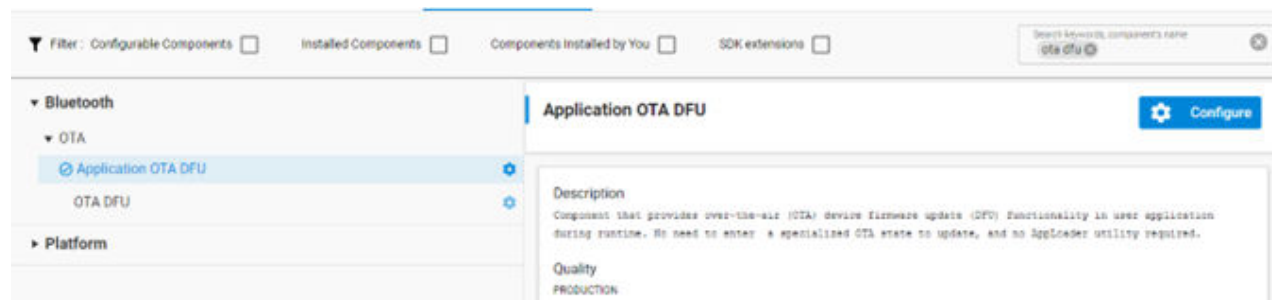 Filter : Configurable Components
Installed Components
Components Installed by You
SDK extensions
Search keywords, component's name
ota dfu
Bluetooth
OTA
Application OTA DFU
OTA DFU
Platform
Application OTA DFU
Configure
Description
Component that provides over-the-air (OTA) device firmware update (DFU) functionality in user application
during runtime. No need to enter a specialized OTA state to update, and no AppLoader utility required.
Quality
PRODUCTION